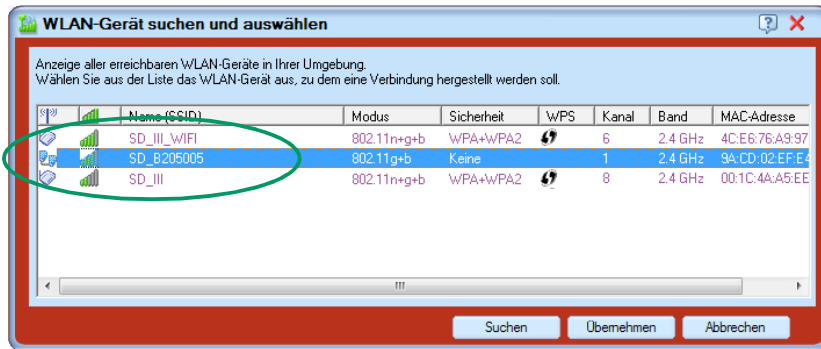 WLAN-Gerät suchen und auswählen
Anzeige aller erreichbaren WLAN-Geräte in Ihrer Umgebung.
Wählen Sie aus der Liste das WLAN-Gerät aus, zu dem eine Verbindung hergestellt werden soll.
Name (SSID) Modus Sicherheit WPS Kanal Band MAC-Adresse
SD_III_WIFI 802.11n+g+b WPA+WPA2 6 2.4 GHz 4C:E6:76:A9:97
SD_B205005 802.11g+b Keine 1 2.4 GHz 9A:CD:02:EF:E4
SD_III 802.11n+g+b WPA+WPA2 8 2.4 GHz 00:1C:4A:A5:EE
Suchen Übernehmen Abbrechen